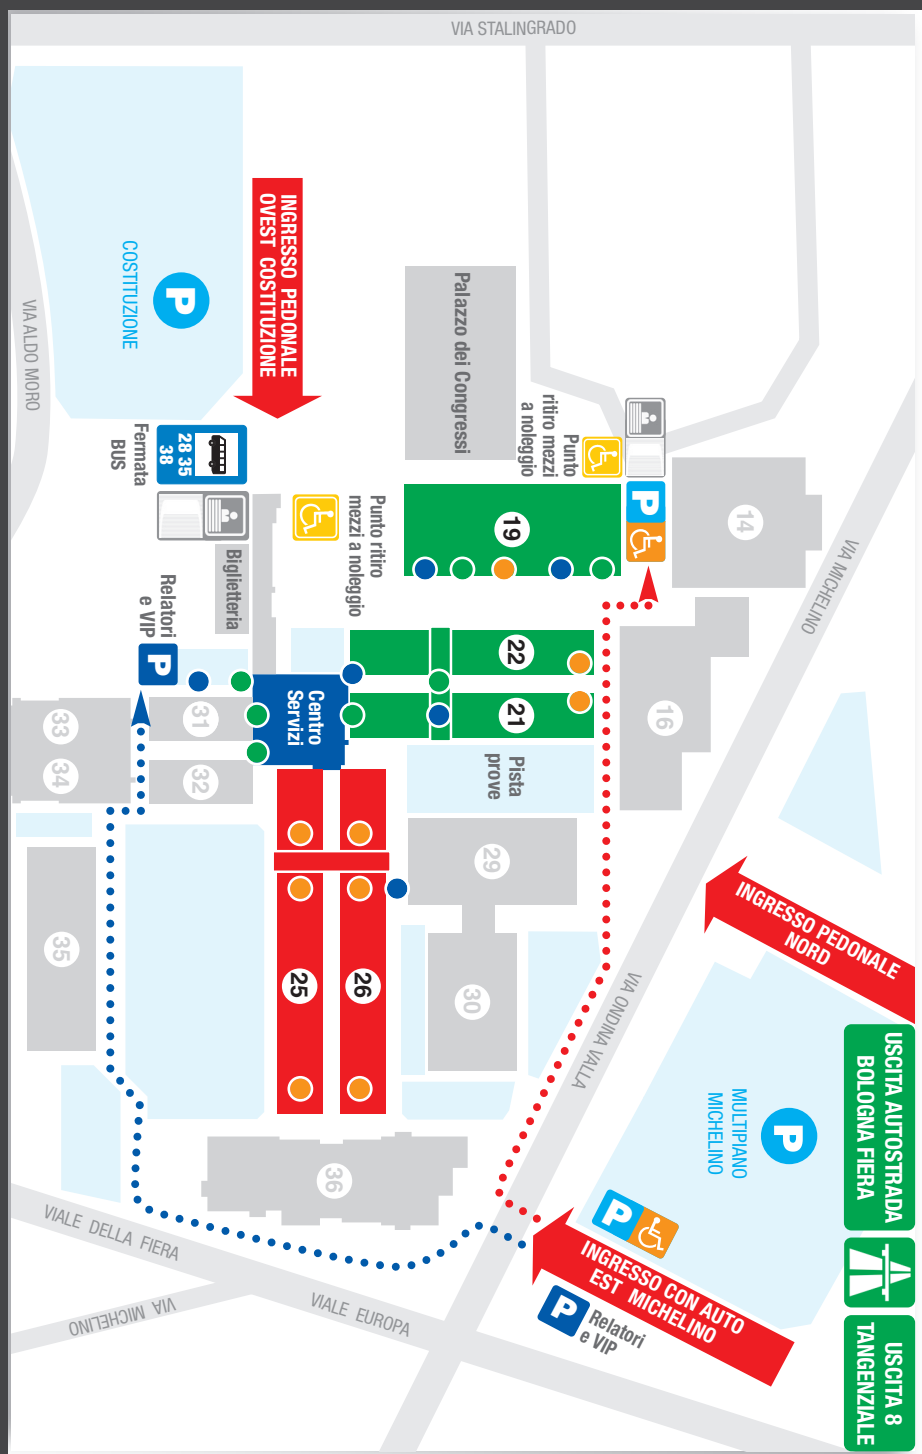 VIA STALINGRADO
VIA ALDO MORO
COSTITUZIONE
P
INGRESSO PEDONALE
OVEST COSTITUZIONE
Palazzo dei Congressi
Fermata
BUS
28 35
38
Punto
ritiro mezzi
a noleggio
P
14
VIA MICHELINO
19
Punto ritiro
mezzi a noleggio
Biglietteria
Relatori
e VIP
P
22
21
16
Centro
Servizi
31
32
33
34
Pista
prove
29
30
35
25
26
36
INGRESSO PEDONALE
NORD
VIA ONDINA VALLA
MULTIPIANO
MICHELINO
P
USCITA AUTOSTRADA
BOLOGNA FIERA
USCITA 8
TANGENZIALE
P
INGRESSO CON AUTO
EST MICHELINO
P
Relatori
e VIP
VIALE DELLA FIERA
VIA MICHELINO
VIALE EUROPA